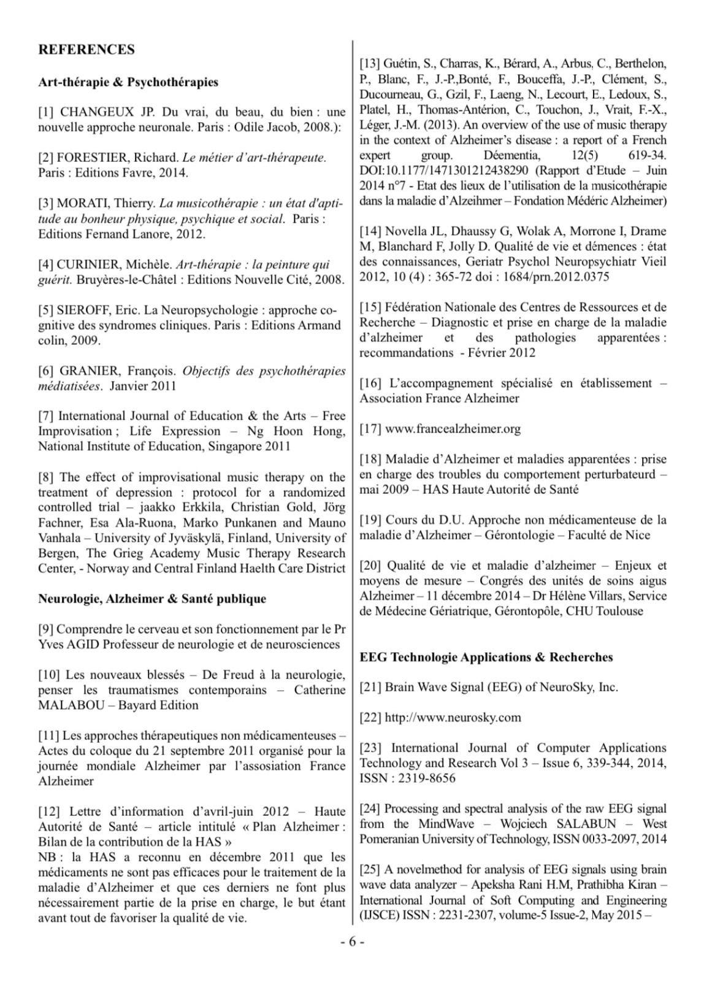 REFERENCES
Art-thérapie & Psychothérapies
[1] CHANGEUX JP. Du vrai, du beau, du bien : une
nouvelle approche neuronale. Paris : Odile Jacob, 2008.):
[2] FORESTIER, Richard. Le métier d'art-thérapeute.
Paris : Editions Favre, 2014.
[3] MORATI, Thierry. La musicothérapie : un état d'apti-
tude au bonheur physique, psychique et social. Paris :
Editions Fernand Lanore, 2012.
[4] CURINIER, Michèle. Art-thérapie : la peinture qui
guérit. Bruyères-le-Châtel : Editions Nouvelle Cité, 2008.
[5] SIEROFF, Eric. La Neuropsychologie : approche co-
gnitive des syndromes cliniques. Paris : Editions Armand
colin, 2009.
[6] GRANIER, François. Objectifs des psychothérapies
médiatisées. Janvier 2011
[7] International Journal of Education & the Arts – Free
Improvisation ; Life Expression – Ng Hoon Hong,
National Institute of Education, Singapore 2011
[8] The effect of improvisational music therapy on the
treatment of depression : protocol for a randomized
controlled trial – jaakko Erkkila, Christian Gold, Jörg
Fachner, Esa Ala-Ruona, Marko Punkanen and Mauno
Vanhala – University of Jyväskylä, Finland, University of
Bergen, The Grieg Academy Music Therapy Research
Center, - Norway and Central Finland Haelth Care District
Neurologie, Alzheimer & Santé publique
[9] Comprendre le cerveau et son fonctionnement par le Pr
Yves AGID Professeur de neurologie et de neurosciences
[10] Les nouveaux blessés – De Freud à la neurologie,
penser les traumatismes contemporains – Catherine
MALABOU – Bayard Edition
[11] Les approches thérapeutiques non médicamenteuses –
Actes du coloque du 21 septembre 2011 organisé pour la
journée mondiale Alzheimer par l'assosiation France
Alzheimer
[12] Lettre d'information d'avril-juin 2012 – Haute
Autorité de Santé – article intitulé « Plan Alzheimer :
Bilan de la contribution de la HAS »
NB : la HAS a reconnu en décembre 2011 que les
médicaments ne sont pas efficaces pour le traitement de la
maladie d'Alzheimer et que ces derniers ne font plus
nécessairement partie de la prise en charge, le but étant
avant tout de favoriser la qualité de vie.
[13] Guétin, S., Charras, K., Bérard, A., Arbus, C., Berthelon,
P., Blanc, F., J.-P.,Bonté, F., Bouceffa, J.-P., Clément, S.,
Ducourneau, G., Gzil, F., Laeng, N., Lecourt, E., Ledoux, S.,
Platel, H., Thomas-Antérion, C., Touchon, J., Vrait, F.-X.,
Léger, J.-M. (2013). An overview of the use of music therapy
in the context of Alzheimer's disease : a report of a French
expert group. Déementia, 12(5) 619-34.
DOI:10.1177/1471301212438290 (Rapport d'Etude – Juin
2014 n°7 - Etat des lieux de l'utilisation de la musicothérapie
dans la maladie d'Alzeihmer – Fondation Médéric Alzheimer)
[14] Novella JL, Dhaussy G, Wolak A, Morrone I, Drame
M, Blanchard F, Jolly D. Qualité de vie et démences : état
des connaissances, Geriatr Psychol Neuropsychiatr Vieil
2012, 10 (4) : 365-72 doi : 1684/prn.2012.0375
[15] Fédération Nationale des Centres de Ressources et de
Recherche – Diagnostic et prise en charge de la maladie
d'alzheimer et des pathologies apparentées :
recommandations - Février 2012
[16] L'accompagnement spécialisé en établissement –
Association France Alzheimer
[17] www.francealzheimer.org
[18] Maladie d'Alzheimer et maladies apparentées : prise
en charge des troubles du comportement perturbateurd –
mai 2009 – HAS Haute Autorité de Santé
[19] Cours du D.U. Approche non médicamenteuse de la
maladie d'Alzheimer – Gérontologie – Faculté de Nice
[20] Qualité de vie et maladie d'alzheimer – Enjeux et
moyens de mesure – Congrés des unités de soins aigus
Alzheimer – 11 décembre 2014 – Dr Hélène Villars, Service
de Médecine Gériatrique, Gérontopôle, CHU Toulouse
EEG Technologie Applications & Recherches
[21] Brain Wave Signal (EEG) of NeuroSky, Inc.
[22] http://www.neurosky.com
[23] International Journal of Computer Applications
Technology and Research Vol 3 – Issue 6, 339-344, 2014,
ISSN : 2319-8656
[24] Processing and spectral analysis of the raw EEG signal
from the MindWave – Wojciech SALABUN – West
Pomeranian University of Technology, ISSN 0033-2097, 2014
[25] A novelmethod for analysis of EEG signals using brain
wave data analyzer – Apeksha Rani H.M, Prathibha Kiran –
International Journal of Soft Computing and Engineering
(IJSCE) ISSN : 2231-2307, volume-5 Issue-2, May 2015 –
- 6 -